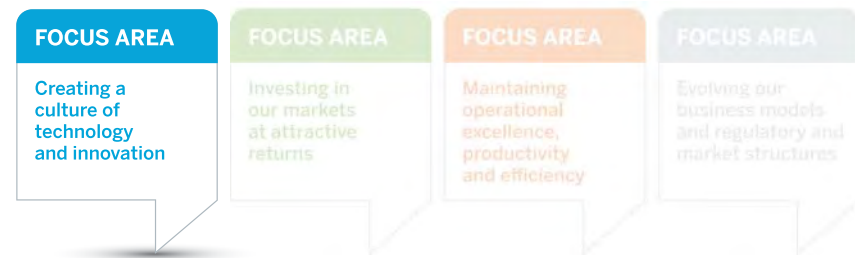 FOCUS AREA
Creating a
culture of
technology
and innovation
FOCUS AREA
Investing in
our markets
at attractive
returns
FOCUS AREA
Maintaining
operational
excellence,
productivity
and efficiency
FOCUS AREA
Evolving our
business models
and regulatory and
market structures